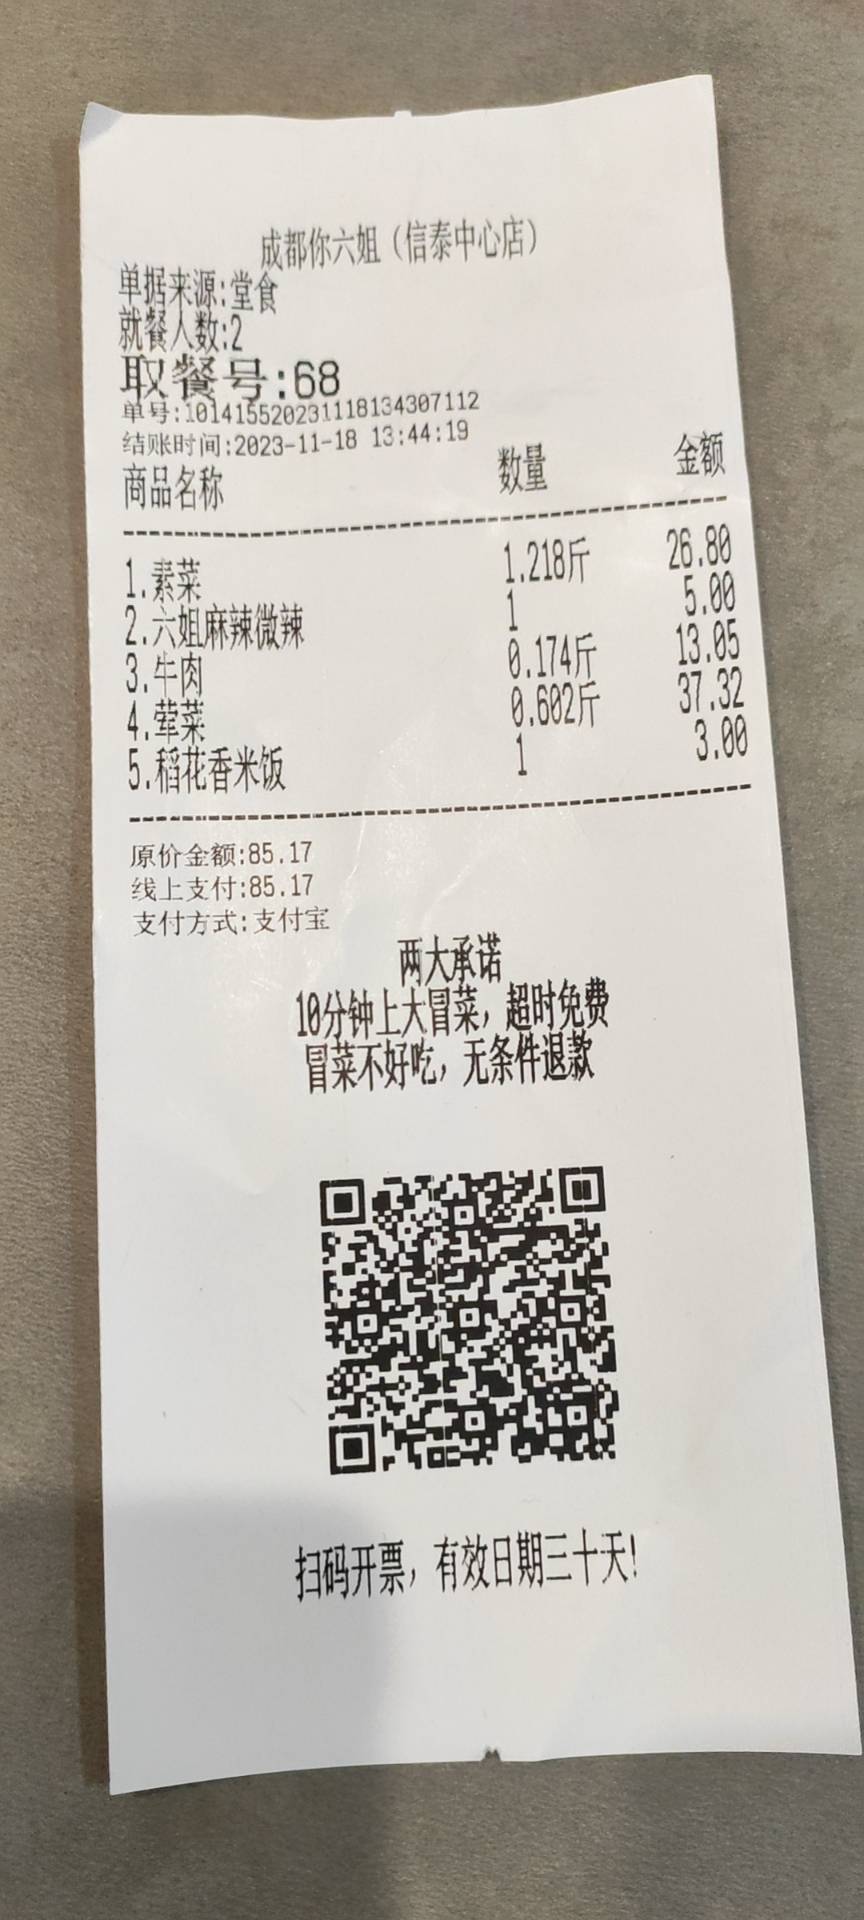 成都你六姐（信泰中心店）
单据来源:堂食
就餐人数:2
取餐号:68
单号:101415520231118134307112
结账时间:2023-11-18 13:44:19
商品名称 数量 金额
1.素菜 1.218斤 26.80
2.六姐麻辣微辣 1 5.00
3.牛肉 0.174斤 13.05
4.荤菜 0.602斤 37.32
5.稻花香米饭 1 3.00
原价金额:85.17
线上支付:85.17
支付方式:支付宝
两大承诺
10分钟上大冒菜，超时免费
冒菜不好吃，无条件退款
扫码开票，有效日期三十天!